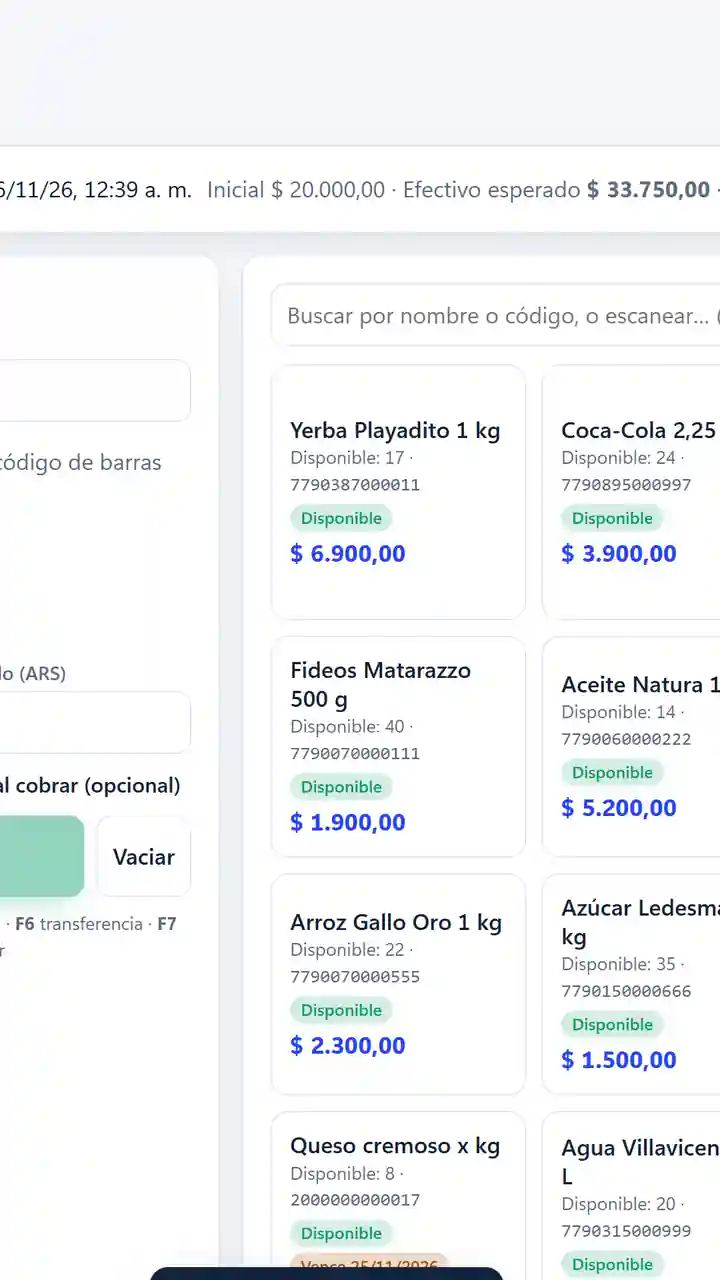 6/11/26, 12:39 a. m. Inicial $ 20.000,00 · Efectivo esperado $ 33.750,00 ·
Buscar por nombre o código, o escanear... (
código de barras
do (ARS)
al cobrar (opcional)
Vaciar
· F6 transferencia · F7
r
Yerba Playadito 1 kg
Disponible: 17 ·
7790387000011
Disponible
$ 6.900,00
Coca-Cola 2,25
Disponible: 24 ·
7790895000997
Disponible
$ 3.900,00
Fideos Matarazzo
500 g
Disponible: 40 ·
7790070000111
Disponible
$ 1.900,00
Aceite Natura 1
Disponible: 14 ·
7790060000222
Disponible
$ 5.200,00
Arroz Gallo Oro 1 kg
Disponible: 22 ·
7790070000555
Disponible
$ 2.300,00
Azúcar Ledesma
kg
Disponible: 35 ·
7790150000666
Disponible
$ 1.500,00
Queso cremoso x kg
Disponible: 8 ·
2000000000017
Disponible
Vence 25/11/2026
Agua Villavicen
L
Disponible: 20 ·
7790315000999
Disponible